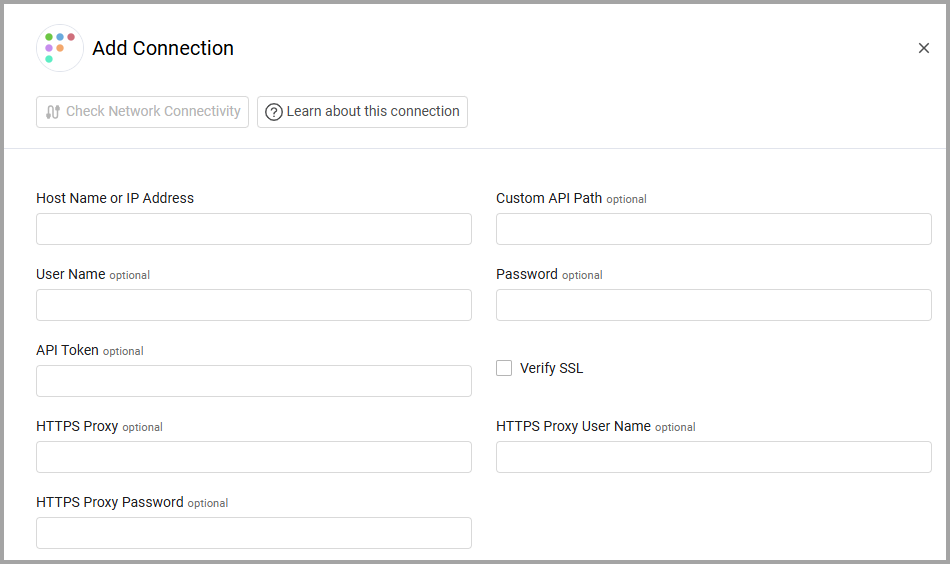 Add Connection
Check Network Connectivity
Learn about this connection
Host Name or IP Address
Custom API Path optional
User Name optional
Password optional
API Token optional
Verify SSL
HTTPS Proxy optional
HTTPS Proxy User Name optional
HTTPS Proxy Password optional